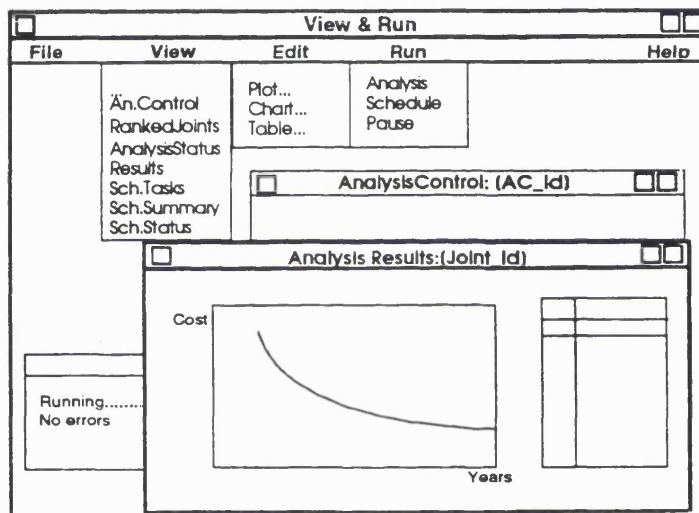 View & Run
File View Edit Run Help
...
An.Control
RankedJoints
AnalysisStatus
Results
Sch.Tasks
Sch.Summary
Sch.Status
Plot...
Chart...
Table...
Analysis
Schedule
Pause
AnalysisControl: (AC_id)
Analysis Results:(Joint_Id)
Cost
Years
Running..........
No errors